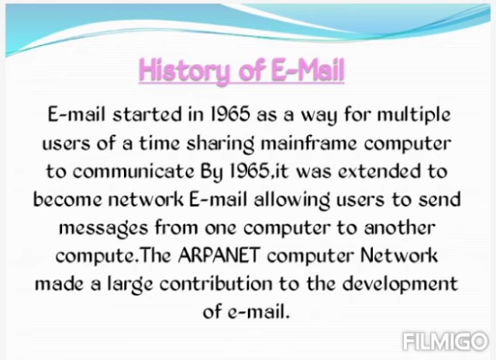 History of E-Mail
E-mail started in 1965 as a way for multiple
users of a time sharing mainframe computer
to communicate By 1965,it was extended to
become network E-mail allowing users to send
messages from one computer to another
compute.The ARPANET computer Network
made a large contribution to the development
of e-mail.
FILMIGO